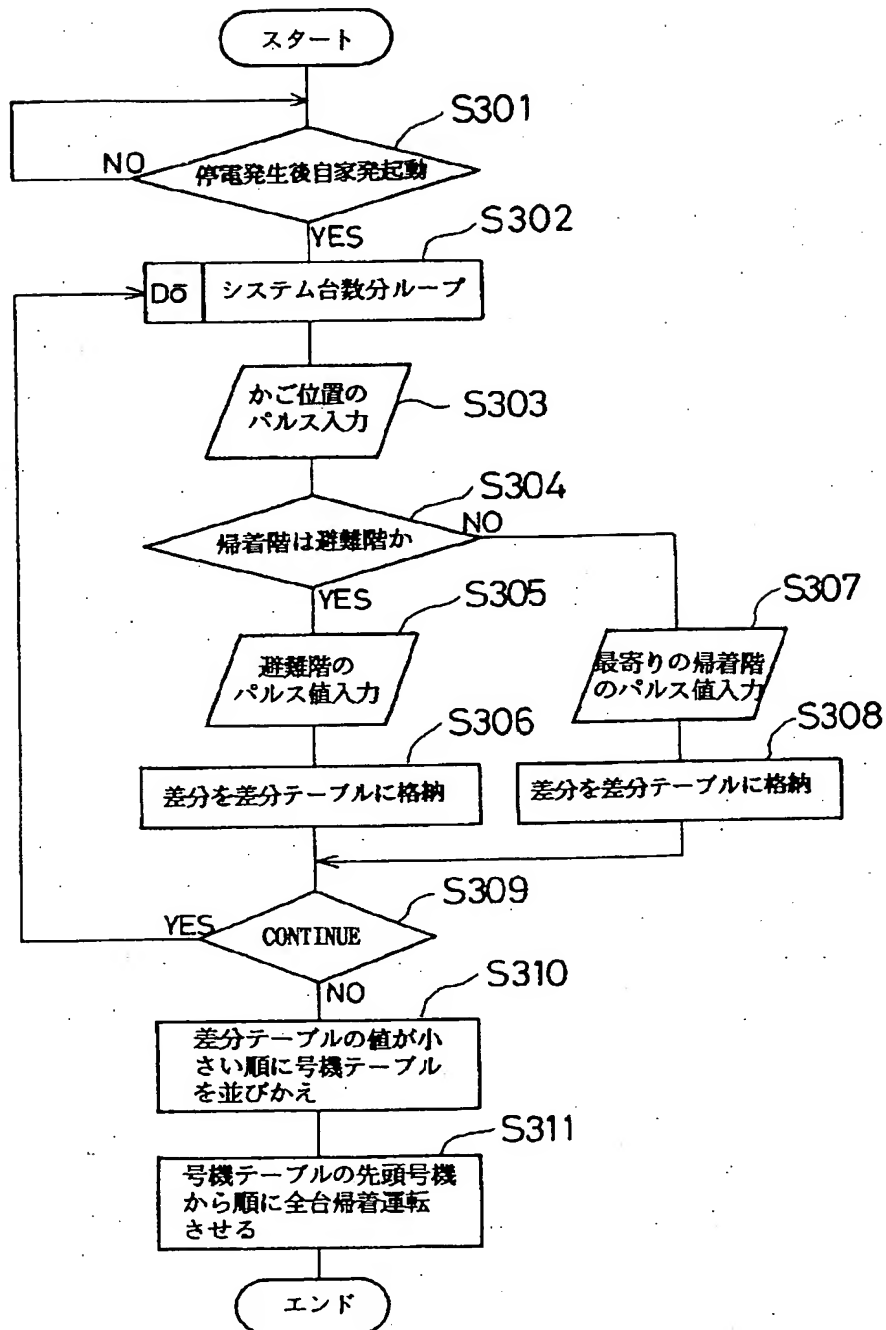 スタート
S301
NO
停電発生後自家発起動
YES
S302
DO
システム台数分ループ
かご位置の
パルス入力
S303
S304
NO
帰着階は避難階か
YES
S305
S307
避難階の
パルス値入力
最寄りの帰着階
のパルス値入力
S306
S308
差分を差分テーブルに格納
差分を差分テーブルに格納
S309
YES
CONTINUE
NO
S310
差分テーブルの値が小
さい順に号機テーブル
を並びかえ
S311
号機テーブルの先頭号機
から順に全台帰着運転
させる
エンド